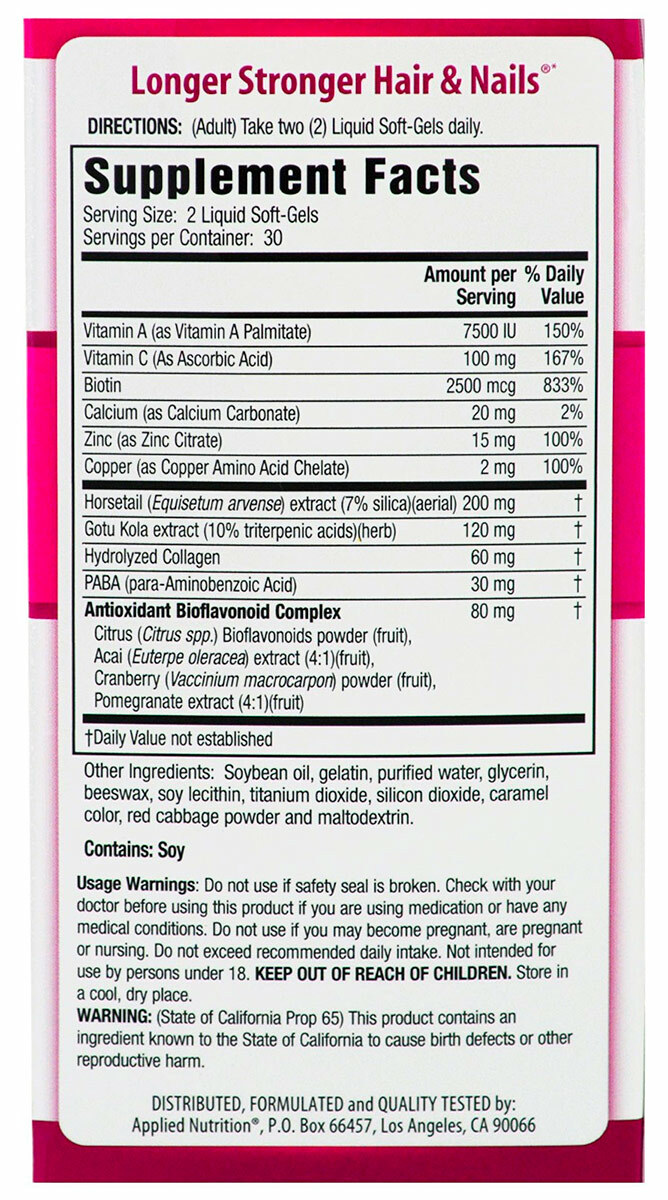 Longer Stronger Hair & Nails®*
DIRECTIONS: (Adult) Take two (2) Liquid Soft-Gels daily.
Supplement Facts
Serving Size: 2 Liquid Soft-Gels
Servings per Container: 30
Amount per Serving % Daily Value
Vitamin A (as Vitamin A Palmitate) 7500 IU 150%
Vitamin C (As Ascorbic Acid) 100 mg 167%
Biotin 2500 mcg 833%
Calcium (as Calcium Carbonate) 20 mg 2%
Zinc (as Zinc Citrate) 15 mg 100%
Copper (as Copper Amino Acid Chelate) 2 mg 100%
Horsetail (Equisetum arvense) extract (7% silica)(aerial) 200 mg †
Gotu Kola extract (10% triterpenic acids)(herb) 120 mg †
Hydrolyzed Collagen 60 mg †
PABA (para-Aminobenzoic Acid) 30 mg †
Antioxidant Bioflavonoid Complex 80 mg †
Citrus (Citrus spp.) Bioflavonoids powder (fruit),
Acai (Euterpe oleracea) extract (4:1)(fruit),
Cranberry (Vaccinium macrocarpon) powder (fruit),
Pomegranate extract (4:1)(fruit)
†Daily Value not established
Other Ingredients: Soybean oil, gelatin, purified water, glycerin,
beeswax, soy lecithin, titanium dioxide, silicon dioxide, caramel
color, red cabbage powder and maltodextrin.
Contains: Soy
Usage Warnings: Do not use if safety seal is broken. Check with your
doctor before using this product if you are using medication or have any
medical conditions. Do not use if you may become pregnant, are pregnant
or nursing. Do not exceed recommended daily intake. Not intended for
use by persons under 18. KEEP OUT OF REACH OF CHILDREN. Store in
a cool, dry place.
WARNING: (State of California Prop 65) This product contains an
ingredient known to the State of California to cause birth defects or other
reproductive harm.
DISTRIBUTED, FORMULATED and QUALITY TESTED by:
Applied Nutrition®, P.O. Box 66457, Los Angeles, CA 90066